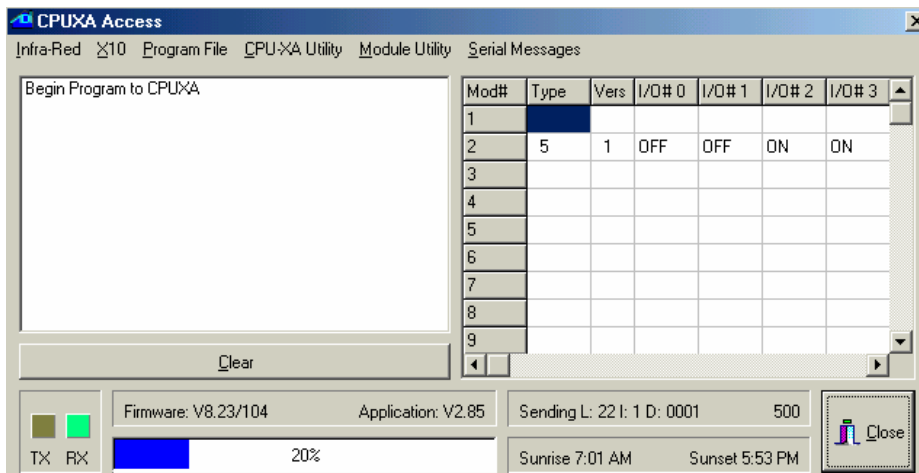 CPUXA Access
Infra-Red X10 Program File CPU-XA Utility Module Utility Serial Messages
Begin Program to CPUXA
Mod# Type Vers I/O# 0 I/O# 1 I/O# 2 I/O# 3
1
2 5 1 OFF OFF ON ON
3
4
5
6
7
8
9
Clear
Firmware: V8.23/104 Application: V2.85
Sending L: 22 I: 1 D: 0001 500
Close
TX RX
20%
Sunrise 7:01 AM Sunset 5:53 PM